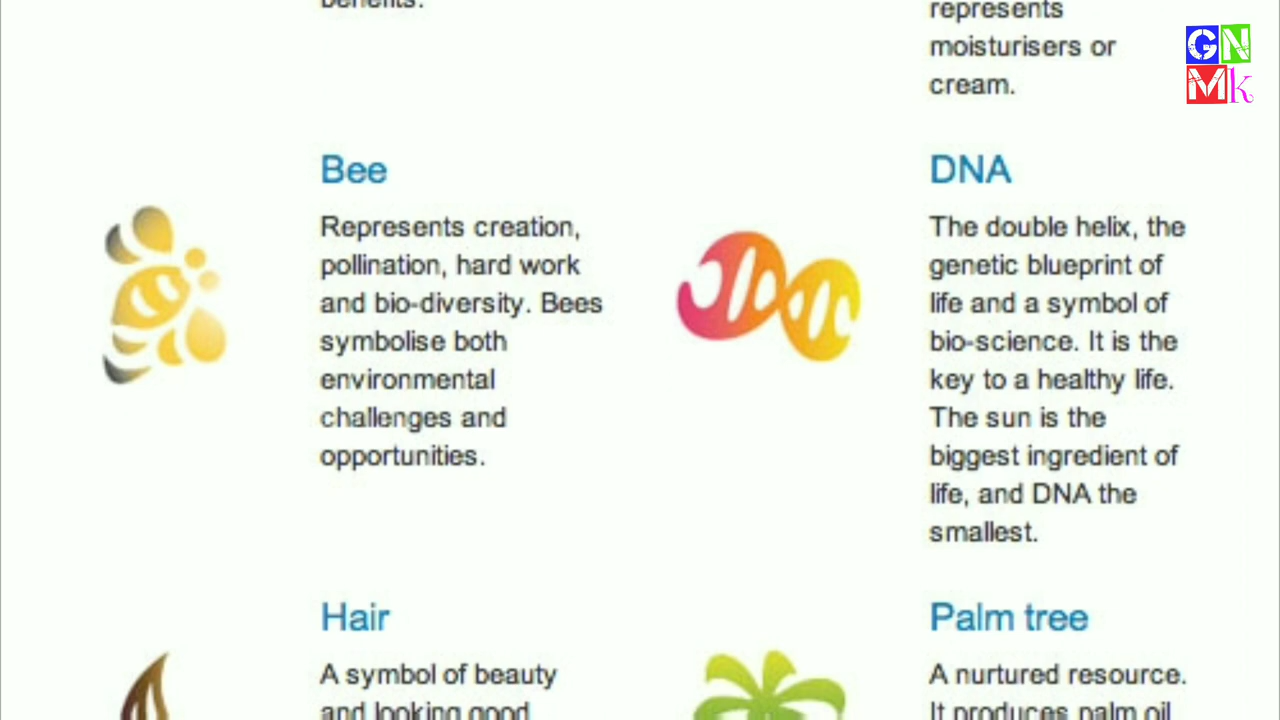 benefits.
represents
moisturisers or
cream.
GN
Mk
Bee
Represents creation,
pollination, hard work
and bio-diversity. Bees
symbolise both
environmental
challenges and
opportunities.
DNA
The double helix, the
genetic blueprint of
life and a symbol of
bio-science. It is the
key to a healthy life.
The sun is the
biggest ingredient of
life, and DNA the
smallest.
Hair
A symbol of beauty
and looking good
Palm tree
A nurtured resource.
It produces palm oil